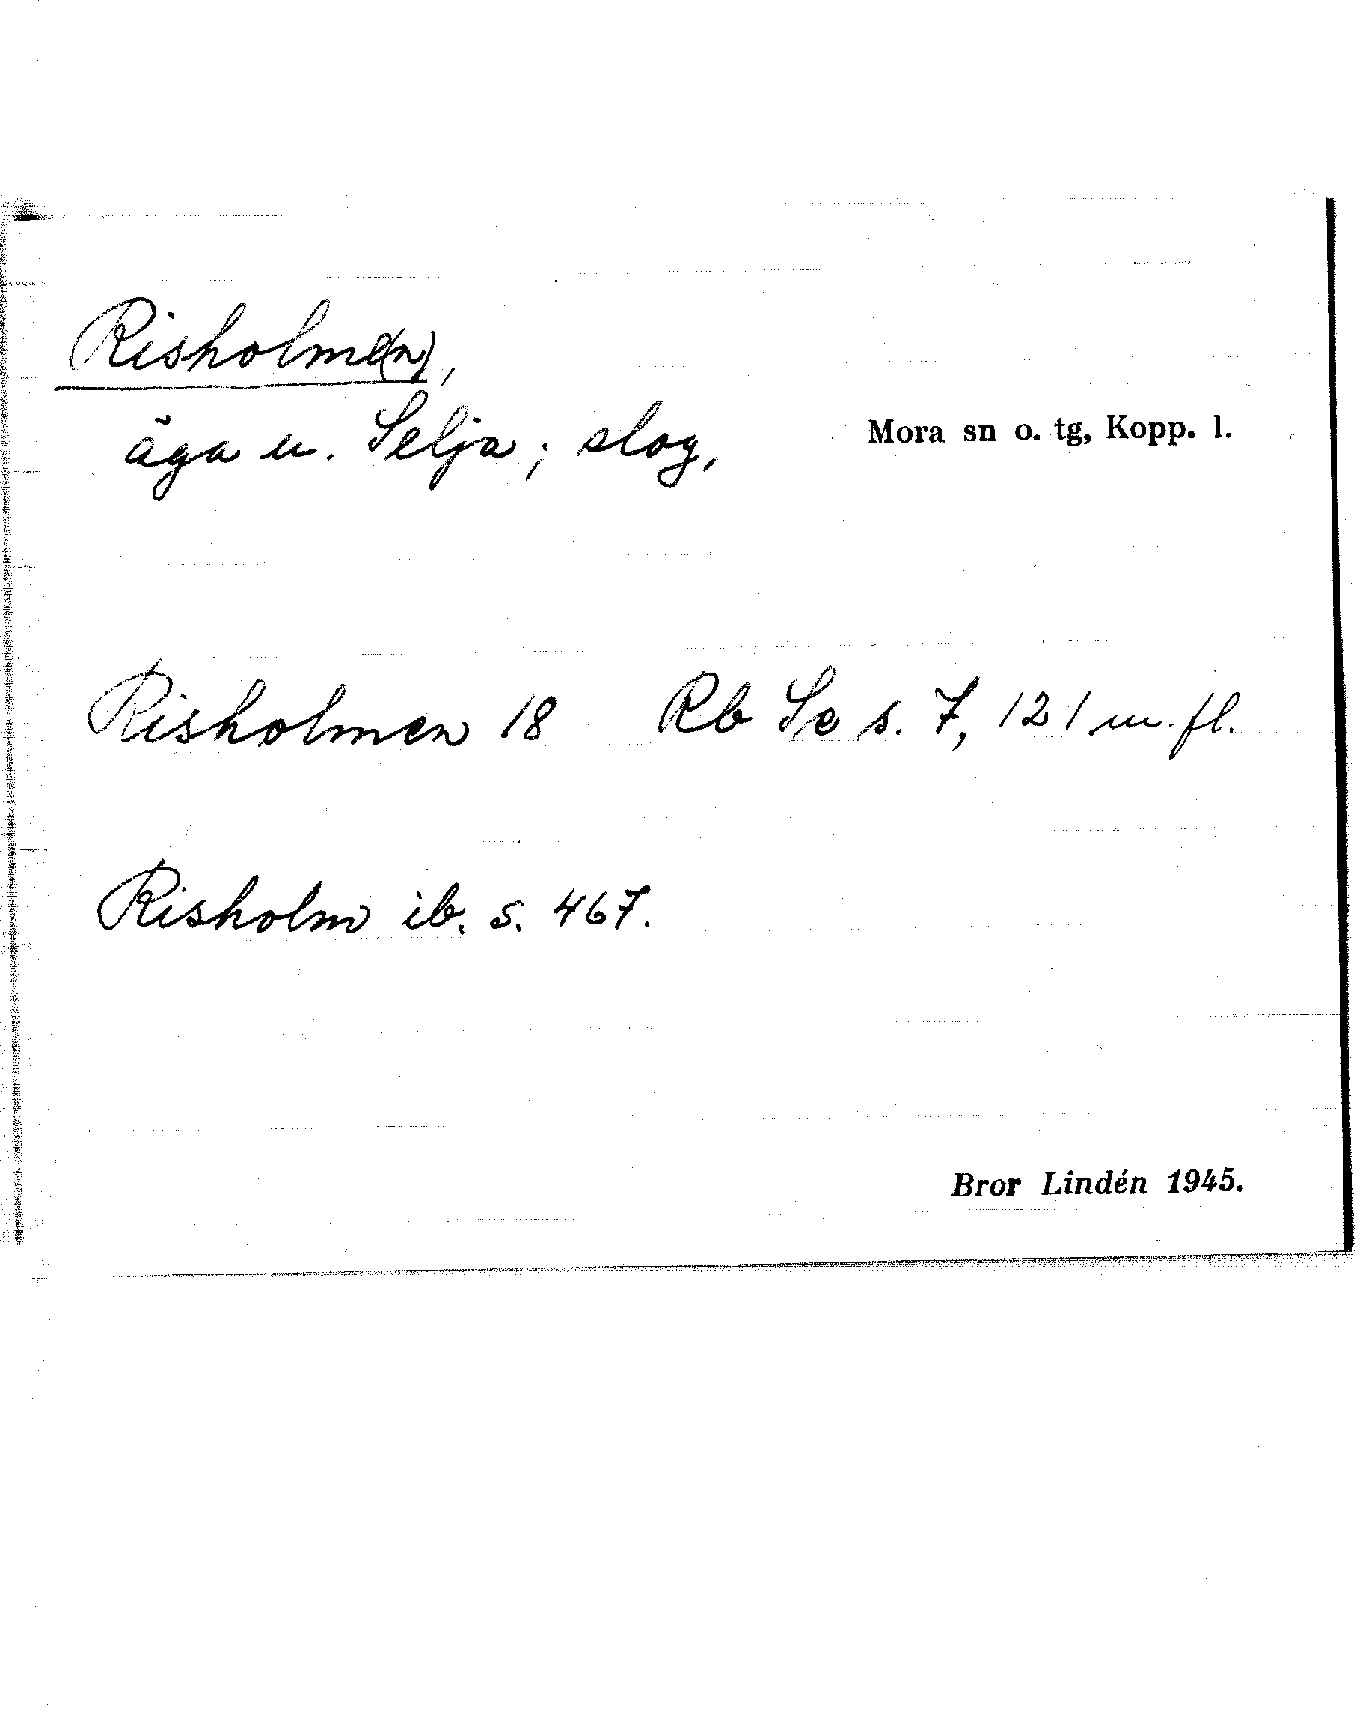 Risholme(n),
äga u. Selja; slog,
Mora sn o. tg, Kopp. l.
Risholmen 18 Rb Se s. 7, 121 m. fl.
Risholm ib. s. 467.
Bror Lindén 1945.